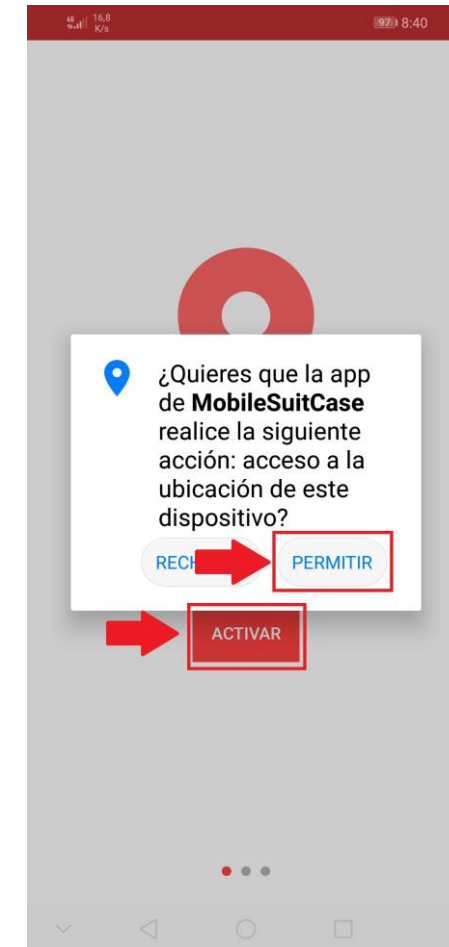 16,8
K/s
97 8:40
¿Quieres que la app
de MobileSuitCase
realice la siguiente
acción: acceso a la
ubicación de este
dispositivo?
PERMITIR
ACTIVAR